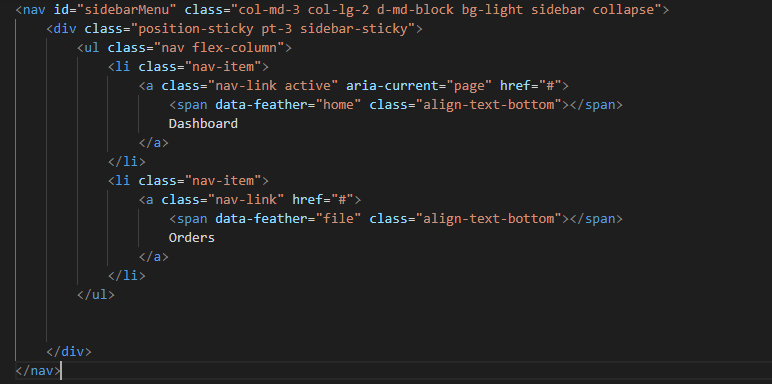 <nav id="sidebarMenu" class="col-md-3 col-lg-2 d-md-block bg-light sidebar collapse">
<div class="position-sticky pt-3 sidebar-sticky">
<ul class="nav flex-column">
<li class="nav-item">
<a class="nav-link active" aria-current="page" href="#">
<span data-feather="home" class="align-text-bottom"></span>
Dashboard
</a>
</li>
<li class="nav-item">
<a class="nav-link" href="#">
<span data-feather="file" class="align-text-bottom"></span>
Orders
</a>
</li>
</ul>
</div>
</nav>